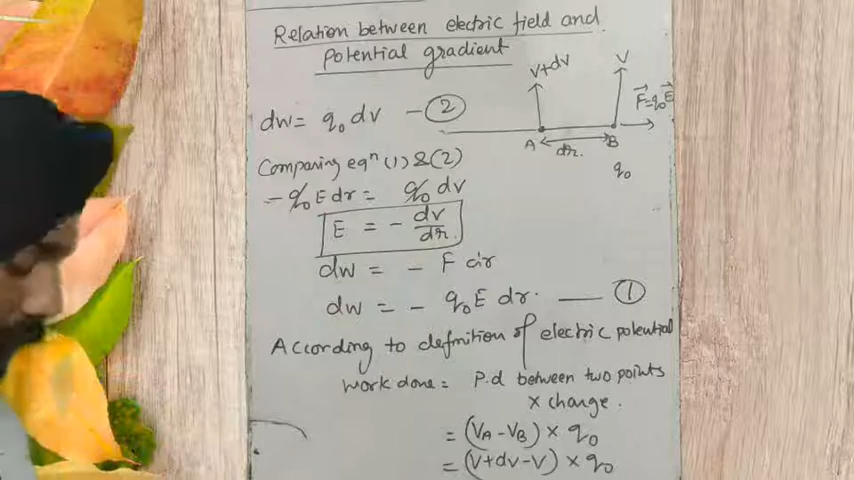 Relation between electric field and
Potential gradient
V+dv
V
F=q₀E
A
dr.
B
q₀
dw = q₀ dv — ②
Comparing eqⁿ (1) & (2)
- q₀ E dr = q₀ dv
E = - dv/dr.
dw = - F dr
dw = - q₀E dr. — ①
According to definition of electric potential
work done = P.d between two points
x charge.
= (VA - VB) × q₀
= (V+dv-V) × q₀